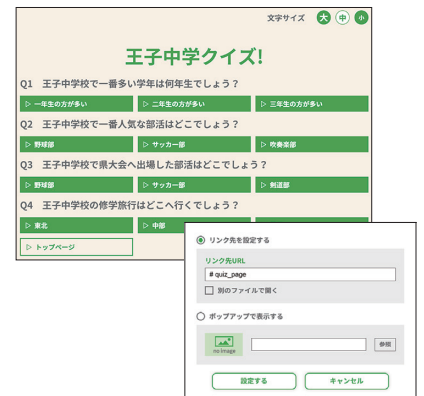 文字サイズ 大 中 小
王子中学クイズ!
Q1 王子中学校で一番多い学年は何年生でしょう？
▷ 一年生の方が多い ▷ 二年生の方が多い ▷ 三年生の方が多い
Q2 王子中学校で一番人気な部活はどこでしょう？
▷ 野球部 ▷ サッカー部 ▷ 吹奏楽部
Q3 王子中学校で県大会へ出場した部活はどこでしょう？
▷ 野球部 ▷ サッカー部 ▷ 剣道部
Q4 王子中学校の修学旅行はどこへ行くでしょう？
▷ 東北 ▷ 中部
▷ トップページ
リンク先を設定する
リンク先URL
# quiz_page
別のファイルで開く
ポップアップで表示する
no image 参照
設定する キャンセル